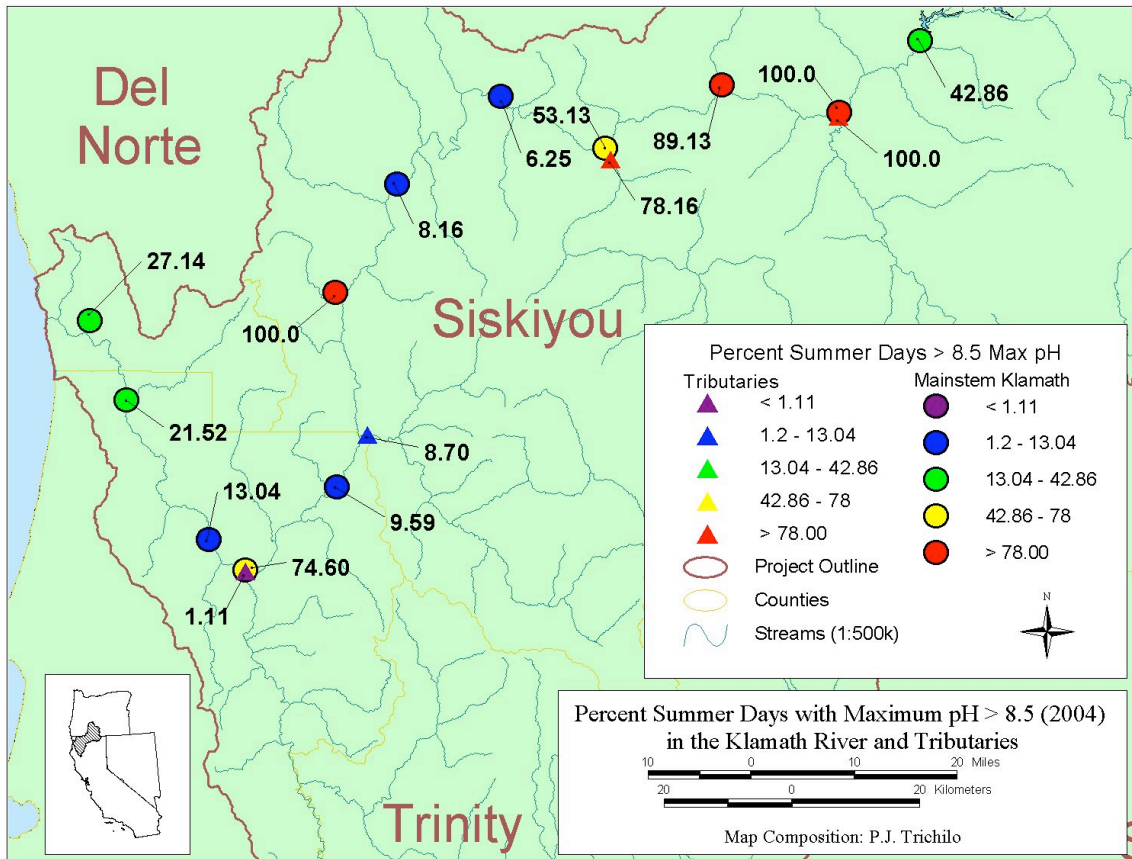 Del
Norte
100.0
42.86
53.13
89.13
6.25
100.0
78.16
8.16
27.14
100.0
Siskiyou
21.52
8.70
13.04
9.59
74.60
1.11
Trinity
Percent Summer Days > 8.5 Max pH
Tributaries
< 1.11
1.2 - 13.04
13.04 - 42.86
42.86 - 78
> 78.00
Project Outline
Counties
Streams (1:500k)
Mainstem Klamath
< 1.11
1.2 - 13.04
13.04 - 42.86
42.86 - 78
> 78.00
N
Percent Summer Days with Maximum pH > 8.5 (2004)
in the Klamath River and Tributaries
10 0 10 20 Miles
20 0 20 Kilometers
Map Composition: P.J. Trichilo